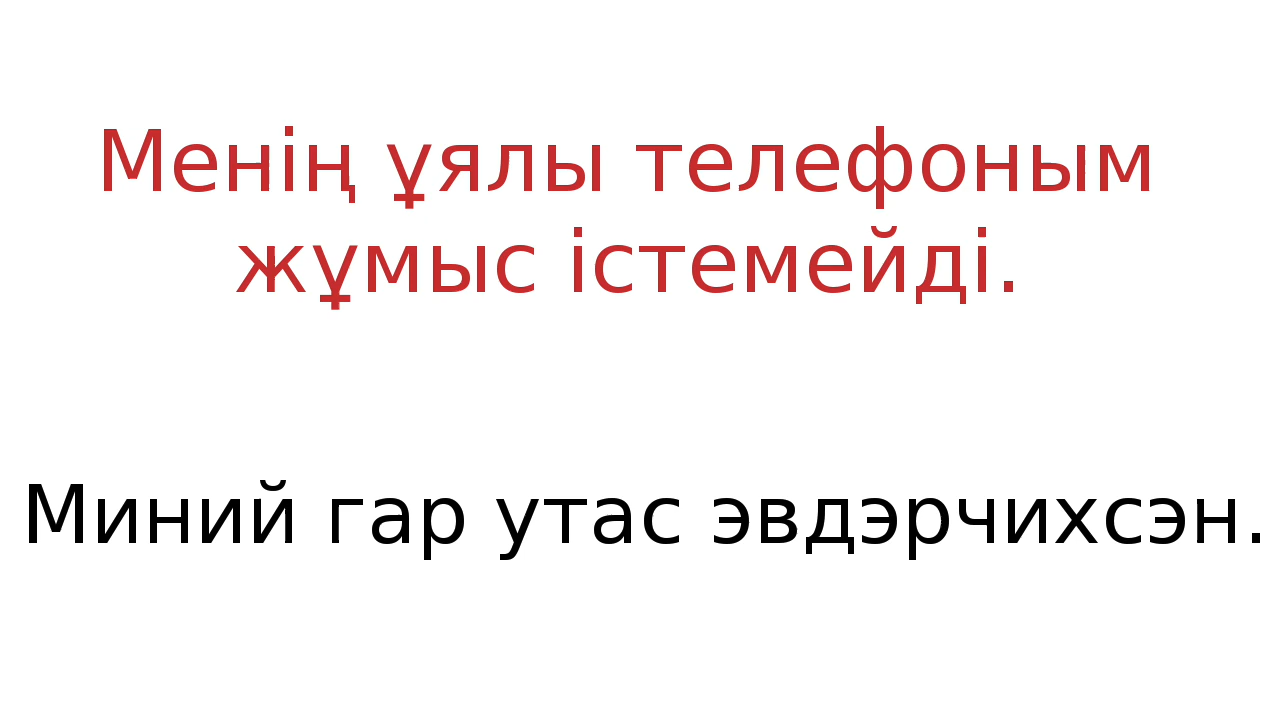 Менің ұялы телефоным
жұмыс істемейді.
Миний гар утас эвдэрчихсэн.